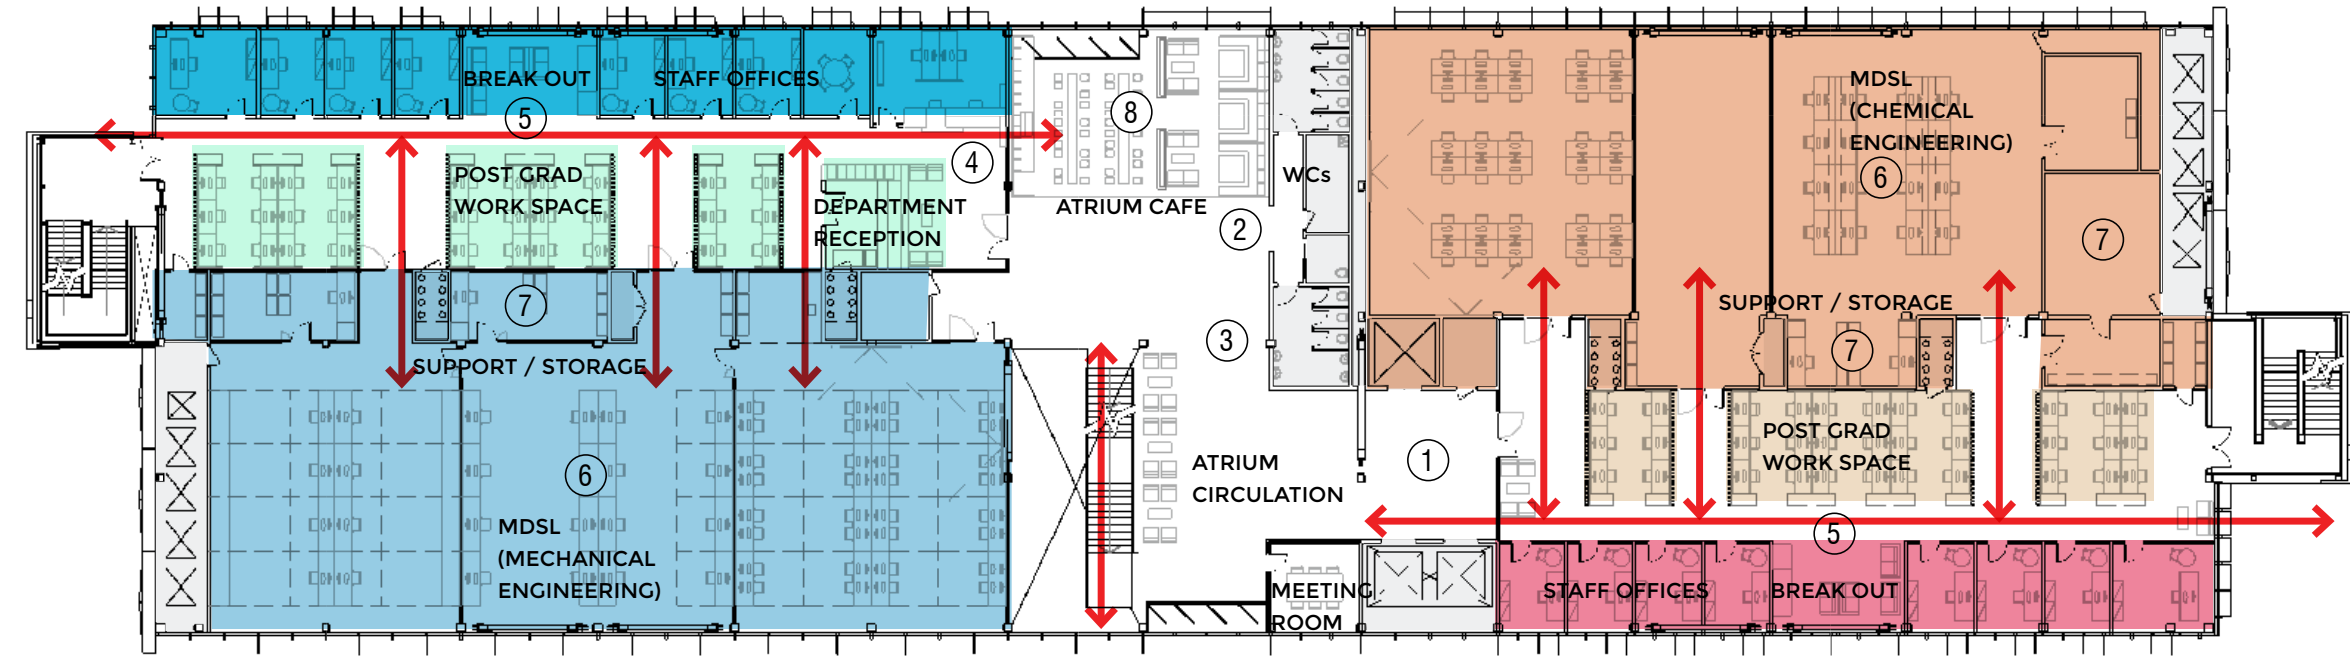 BREAK OUT
STAFF OFFICES
5
8
4
POST GRAD
WORK SPACE
DEPARTMENT
RECEPTION
ATRIUM CAFE
WCs
2
3
7
SUPPORT / STORAGE
6
MDSL
(MECHANICAL
ENGINEERING)
ATRIUM
CIRCULATION
1
MEETING
ROOM
MDSL
(CHEMICAL
ENGINEERING)
6
7
SUPPORT / STORAGE
7
POST GRAD
WORK SPACE
5
STAFF OFFICES
BREAK OUT